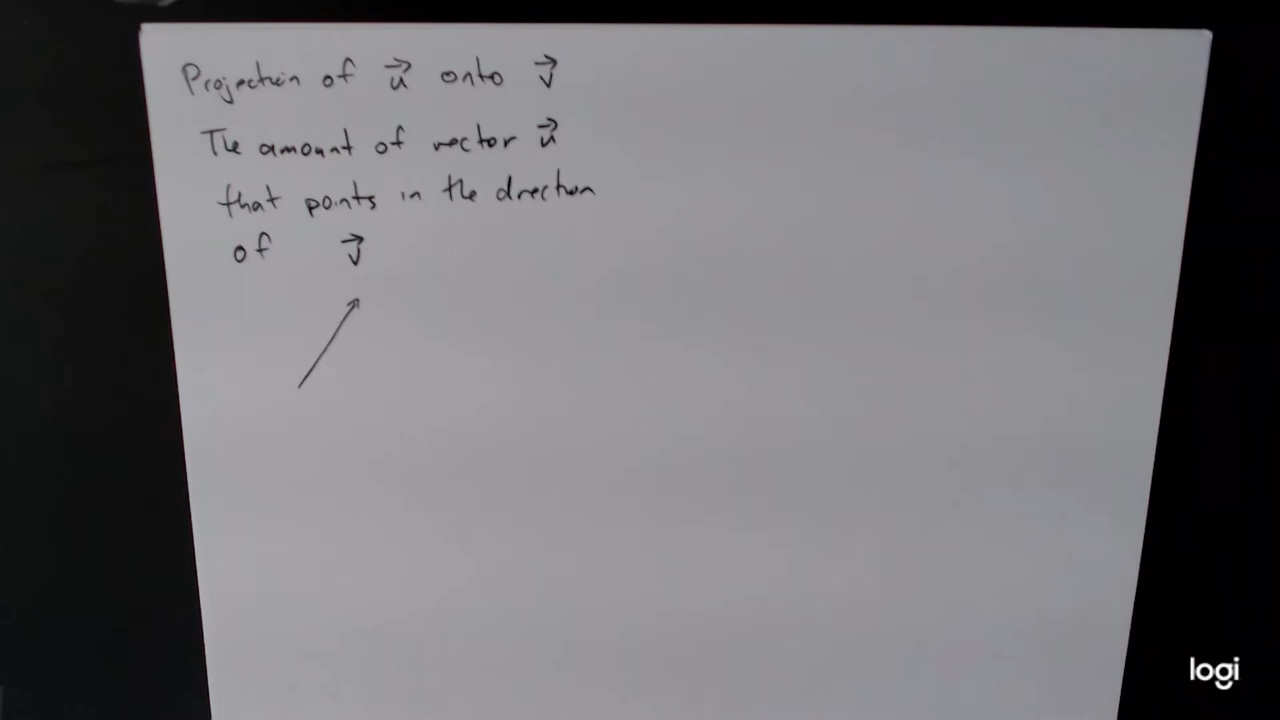 Projection of u⃗ onto v⃗
The amount of vector u⃗
that points in the direction
of v⃗
logi